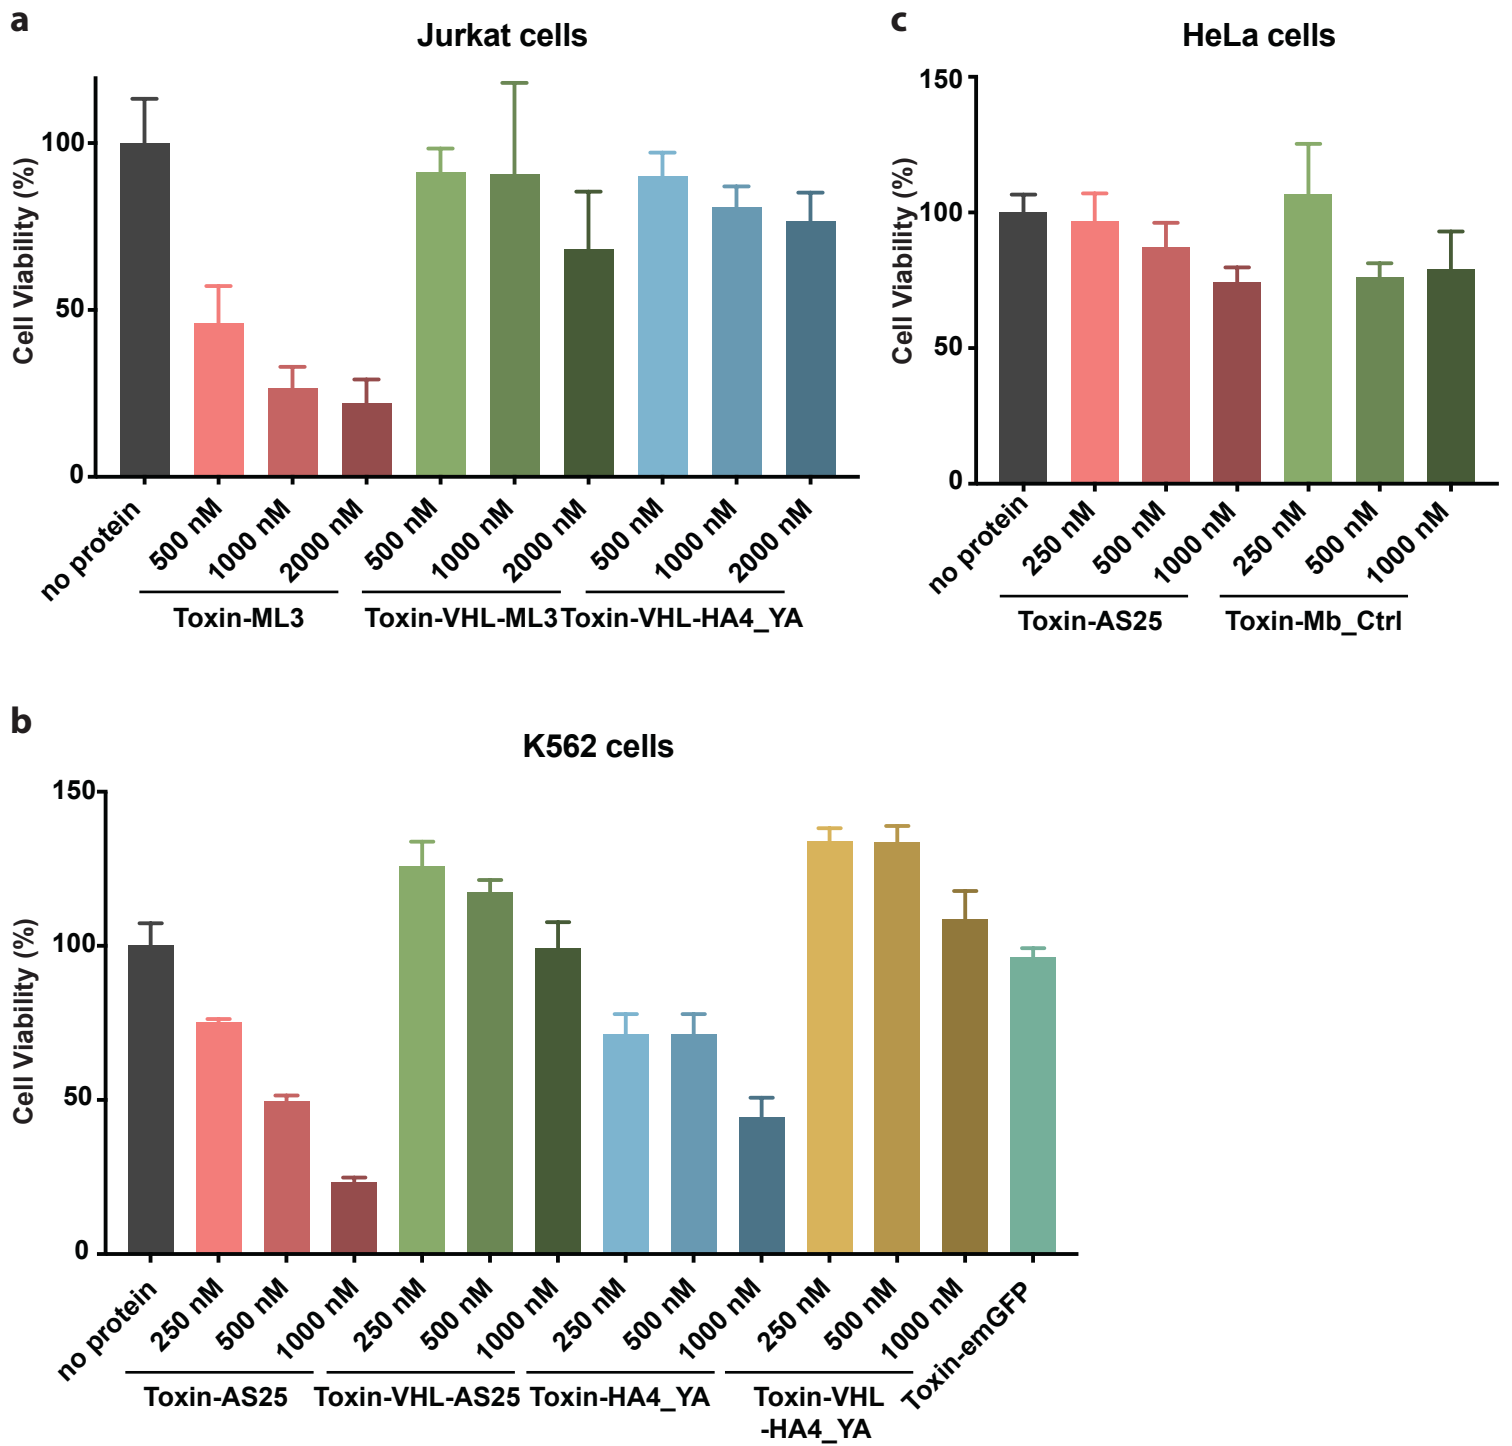 a
Jurkat cells
Cell Viability (%)
100
50
0
no protein
500 nM
1000 nM
2000 nM
500 nM
1000 nM
2000 nM
500 nM
1000 nM
2000 nM
Toxin-ML3
Toxin-VHL-ML3
Toxin-VHL-HA4_YA
c
HeLa cells
Cell Viability (%)
150
100
50
0
no protein
250 nM
500 nM
1000 nM
250 nM
500 nM
1000 nM
Toxin-AS25
Toxin-Mb_Ctrl
b
K562 cells
Cell Viability (%)
150
100
50
0
no protein
250 nM
500 nM
1000 nM
250 nM
500 nM
1000 nM
250 nM
500 nM
1000 nM
250 nM
500 nM
1000 nM
Toxin-emGFP
Toxin-AS25
Toxin-VHL-AS25
Toxin-HA4_YA
Toxin-VHL
-HA4_YA